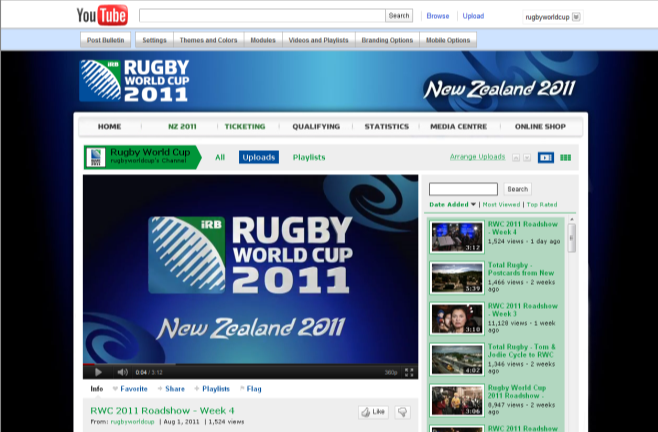 YouTube Search Browse Upload rugbyworldcup
Post Bulletin Settings Themes and Colors Modules Videos and Playlists Branding Options Mobile Options
iRB RUGBY
WORLD CUP
2011
New Zealand 2011
HOME NZ 2011 TICKETING QUALIFYING STATISTICS MEDIA CENTRE ONLINE SHOP
Rugby World Cup
rugbyworldcup's Channel
All Uploads Playlists Arrange Uploads
iRB
RUGBY
WORLD CUP
2011
New Zealand 2011
0:04 / 3:12 360p
Info Favorite Share Playlists Flag
RWC 2011 Roadshow - Week 4
From: rugbyworldcup | Aug 1, 2011 | 1,524 views
Like
Search
Date Added | Most Viewed | Top Rated
RWC 2011 Roadshow
- Week 4
1,524 views - 1 day ago
3:12
Total Rugby -
Postcards from New
1,466 views - 2 weeks
ago
5:39
RWC 2011 Roadshow
- Week 3
11,128 views - 1 week
ago
3:10
Total Rugby - Tom &
Jodie Cycle to RWC
1,346 views - 2 weeks
ago
4:02
Rugby World Cup
2011 Roadshow -
8,947 views - 2 weeks
ago
3:06
RWC 2011 Roadshow